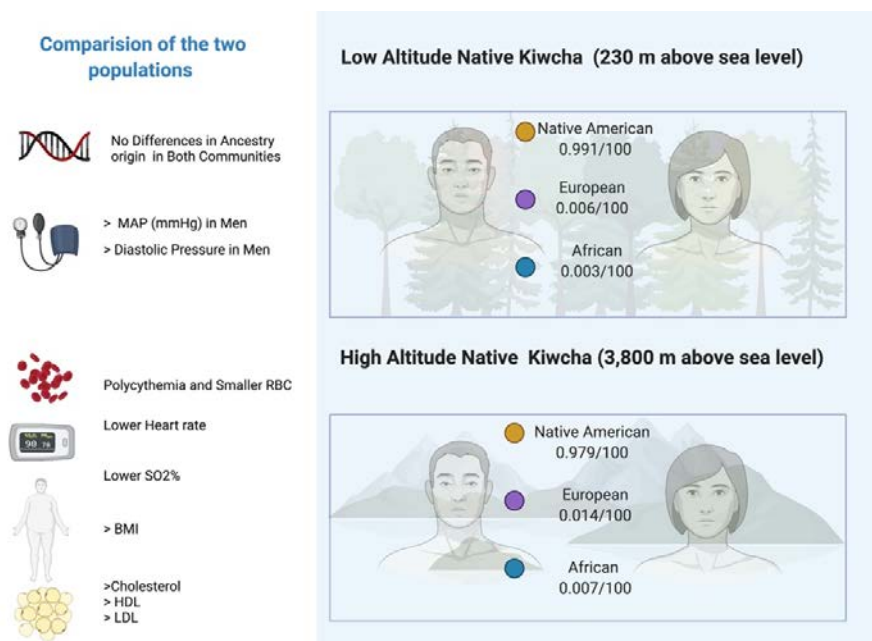 Comparision of the two
populations
No Differences in Ancestry
origin in Both Communities
> MAP (mmHg) in Men
> Diastolic Pressure in Men
Polycythemia and Smaller RBC
Lower Heart rate
Lower SO2%
> BMI
>Cholesterol
> HDL
> LDL
Low Altitude Native Kiwcha (230 m above sea level)
Native American
0.991/100
European
0.006/100
African
0.003/100
High Altitude Native Kiwcha (3,800 m above sea level)
Native American
0.979/100
European
0.014/100
African
0.007/100